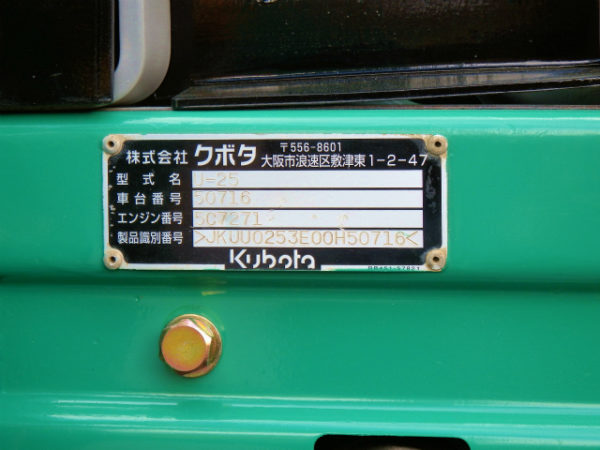 株式会社 クボタ 〒556-8601
大阪市浪速区敷津東1-2-47
型式名 J-25
車台番号 50716
エンジン番号 5C7271
製品識別番号 >JKUU0253E00H50716<
Kubota